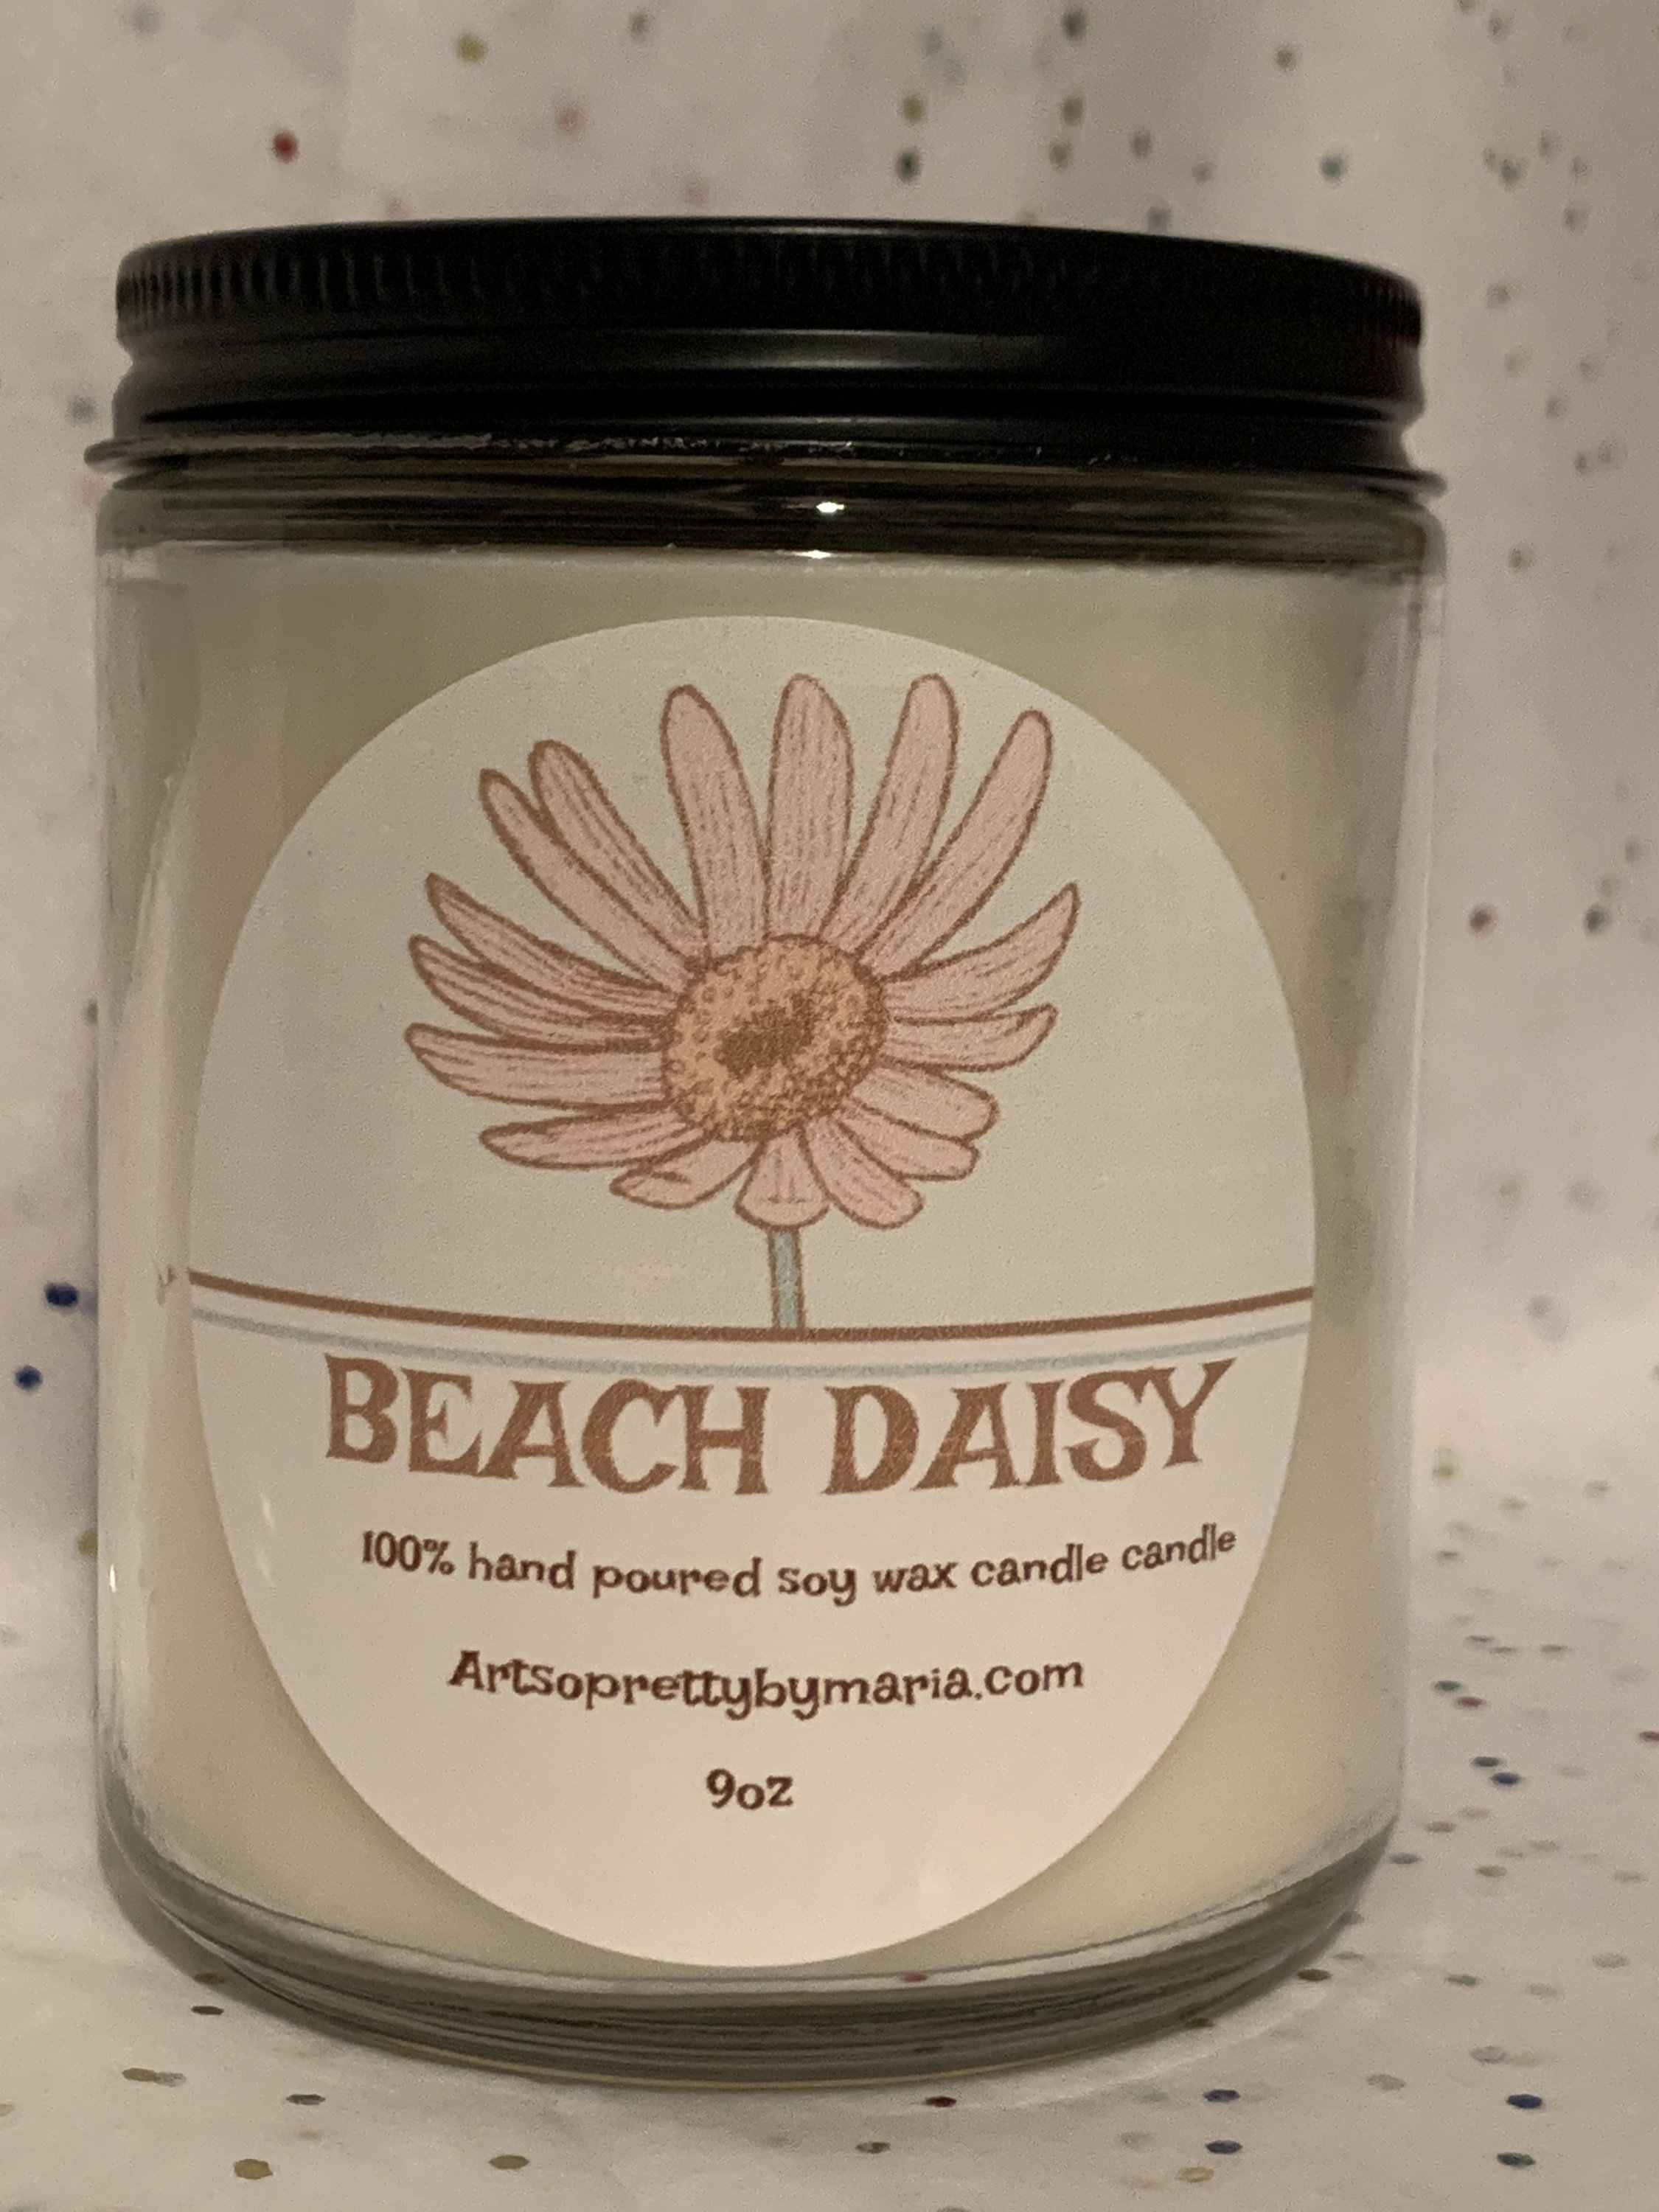 BEACH DAISY
100% hand poured soy wax candle candle
Artsoprettybymaria.com
9oz